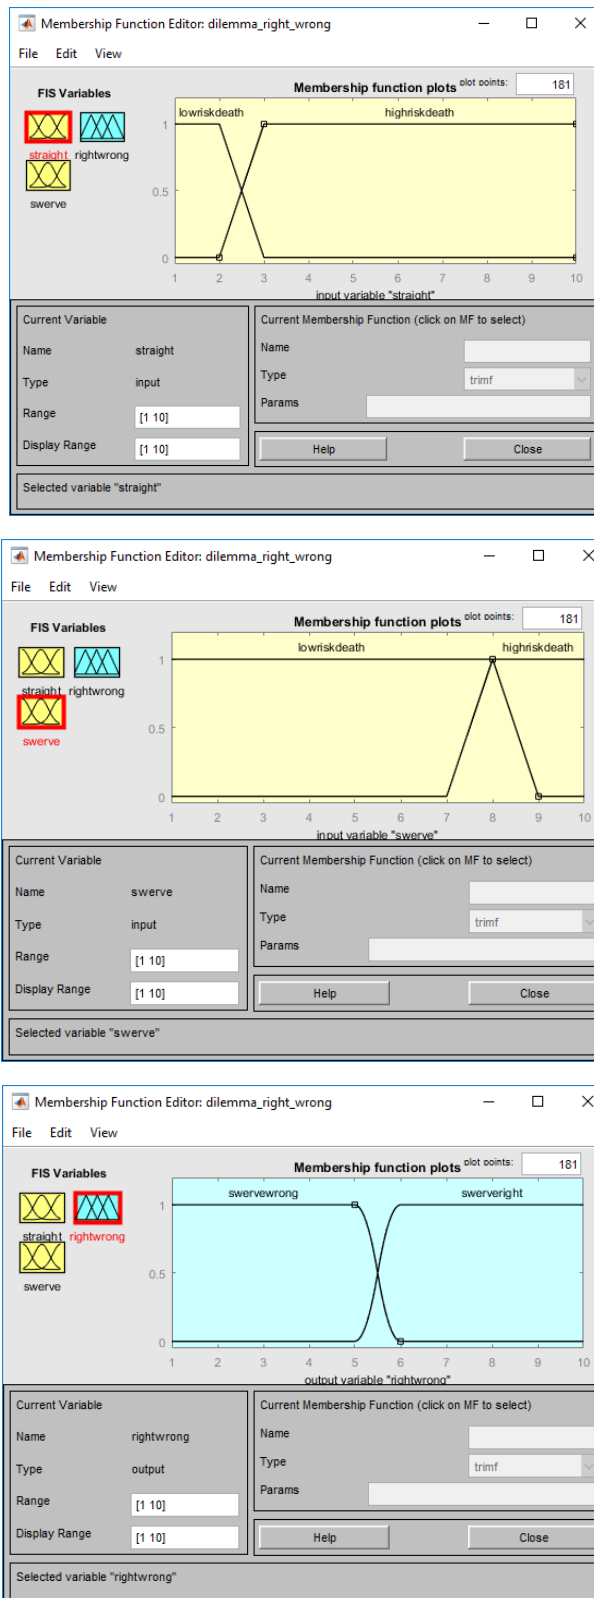 Membership Function Editor: dilemma_right_wrong
File Edit View
FIS Variables
straight rightwrong
swerve
Membership function plots plot points: 181
lowriskdeath highriskdeath
1
0.5
0
1 2 3 4 5 6 7 8 9 10
input variable "straight"
Current Variable
Name straight
Type input
Range [1 10]
Display Range [1 10]
Current Membership Function (click on MF to select)
Name
Type trimf
Params
Help Close
Selected variable "straight"
Membership Function Editor: dilemma_right_wrong
File Edit View
FIS Variables
straight rightwrong
swerve
Membership function plots plot points: 181
lowriskdeath highriskdeath
1
0.5
0
1 2 3 4 5 6 7 8 9 10
input variable "swerve"
Current Variable
Name swerve
Type input
Range [1 10]
Display Range [1 10]
Current Membership Function (click on MF to select)
Name
Type trimf
Params
Help Close
Selected variable "swerve"
Membership Function Editor: dilemma_right_wrong
File Edit View
FIS Variables
straight rightwrong
swerve
Membership function plots plot points: 181
swervewrong swerveright
1
0.5
0
1 2 3 4 5 6 7 8 9 10
output variable "rightwrong"
Current Variable
Name rightwrong
Type output
Range [1 10]
Display Range [1 10]
Current Membership Function (click on MF to select)
Name
Type trimf
Params
Help Close
Selected variable "rightwrong"